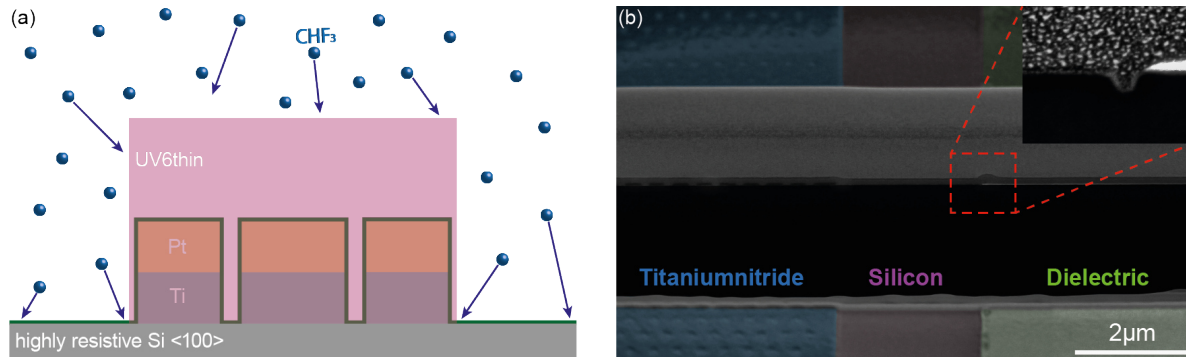 (a)
CHF₃
UV6thin
Pt
Ti
highly resistive Si <100>
(b)
Titaniumnitride
Silicon
Dielectric
2µm